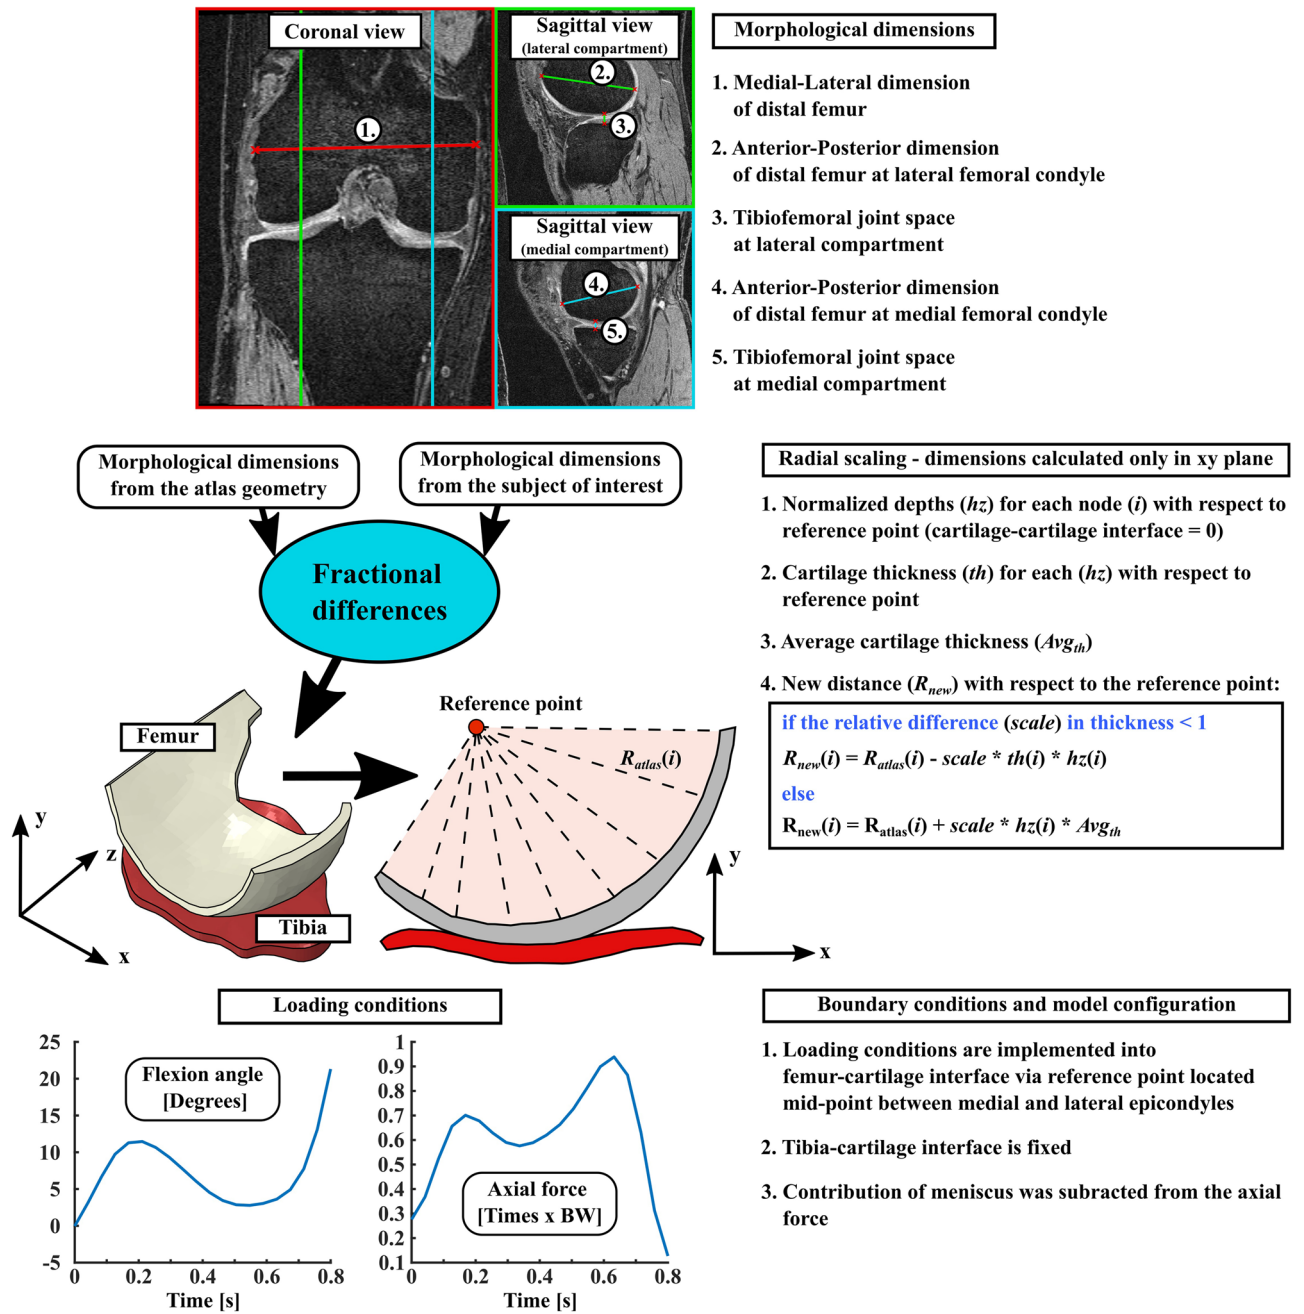 Coronal view
1.
Sagittal view
(lateral compartment)
2.
3.
Sagittal view
(medial compartment)
4.
5.
Morphological dimensions
1. Medial-Lateral dimension
of distal femur
2. Anterior-Posterior dimension
of distal femur at lateral femoral condyle
3. Tibiofemoral joint space
at lateral compartment
4. Anterior-Posterior dimension
of distal femur at medial femoral condyle
5. Tibiofemoral joint space
at medial compartment
Morphological dimensions
from the atlas geometry
Morphological dimensions
from the subject of interest
Fractional
differences
Femur
Tibia
y
z
x
Reference point
R_atlas(i)
y
x
Radial scaling - dimensions calculated only in xy plane
1. Normalized depths (hz) for each node (i) with respect to
reference point (cartilage-cartilage interface = 0)
2. Cartilage thickness (th) for each (hz) with respect to
reference point
3. Average cartilage thickness (Avg_th)
4. New distance (R_new) with respect to the reference point:
if the relative difference (scale) in thickness < 1
R_new(i) = R_atlas(i) - scale * th(i) * hz(i)
else
R_new(i) = R_atlas(i) + scale * hz(i) * Avg_th
Loading conditions
Flexion angle
[Degrees]
25
20
15
10
5
0
-5
0
0.2
0.4
0.6
0.8
Time [s]
Axial force
[Times x BW]
1
0.9
0.8
0.7
0.6
0.5
0.4
0.3
0.2
0.1
0
0.2
0.4
0.6
0.8
Time [s]
Boundary conditions and model configuration
1. Loading conditions are implemented into
femur-cartilage interface via reference point located
mid-point between medial and lateral epicondyles
2. Tibia-cartilage interface is fixed
3. Contribution of meniscus was subracted from the axial
force